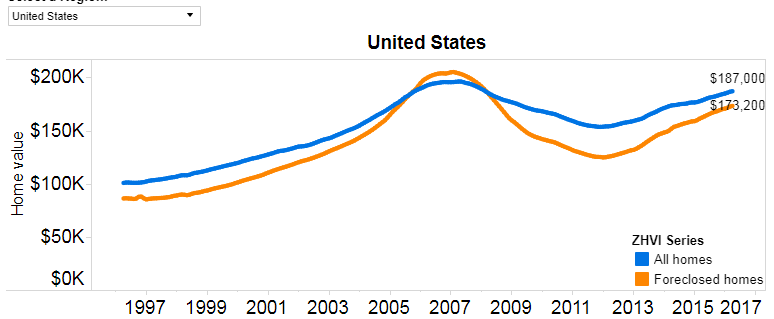 United States
United States
$200K
$150K
$100K
$50K
$0K
Home value
$187,000
$173,200
ZHVI Series
All homes
Foreclosed homes
1997 1999 2001 2003 2005 2007 2009 2011 2013 2015 2017